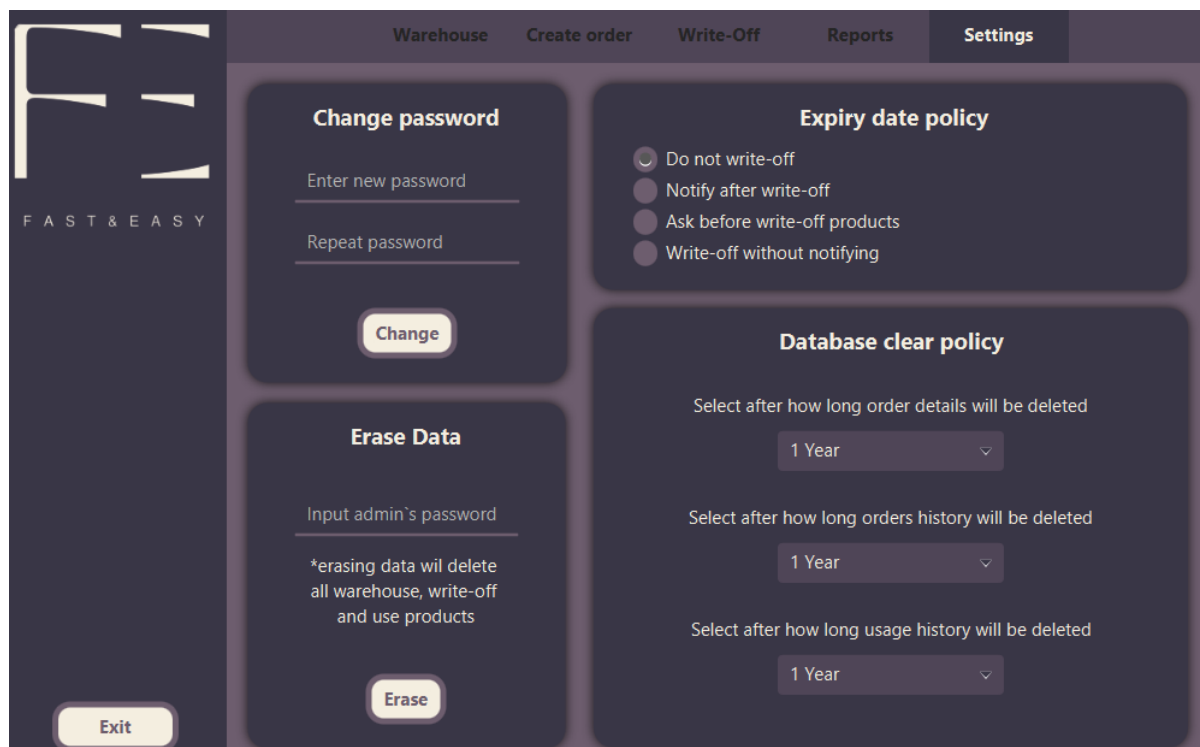 FAST&EASY
Warehouse
Create order
Write-Off
Reports
Settings
Change password
Enter new password
Repeat password
Change
Erase Data
Input admin`s password
*erasing data wil delete
all warehouse, write-off
and use products
Erase
Expiry date policy
Do not write-off
Notify after write-off
Ask before write-off products
Write-off without notifying
Database clear policy
Select after how long order details will be deleted
1 Year
Select after how long orders history will be deleted
1 Year
Select after how long usage history will be deleted
1 Year
Exit